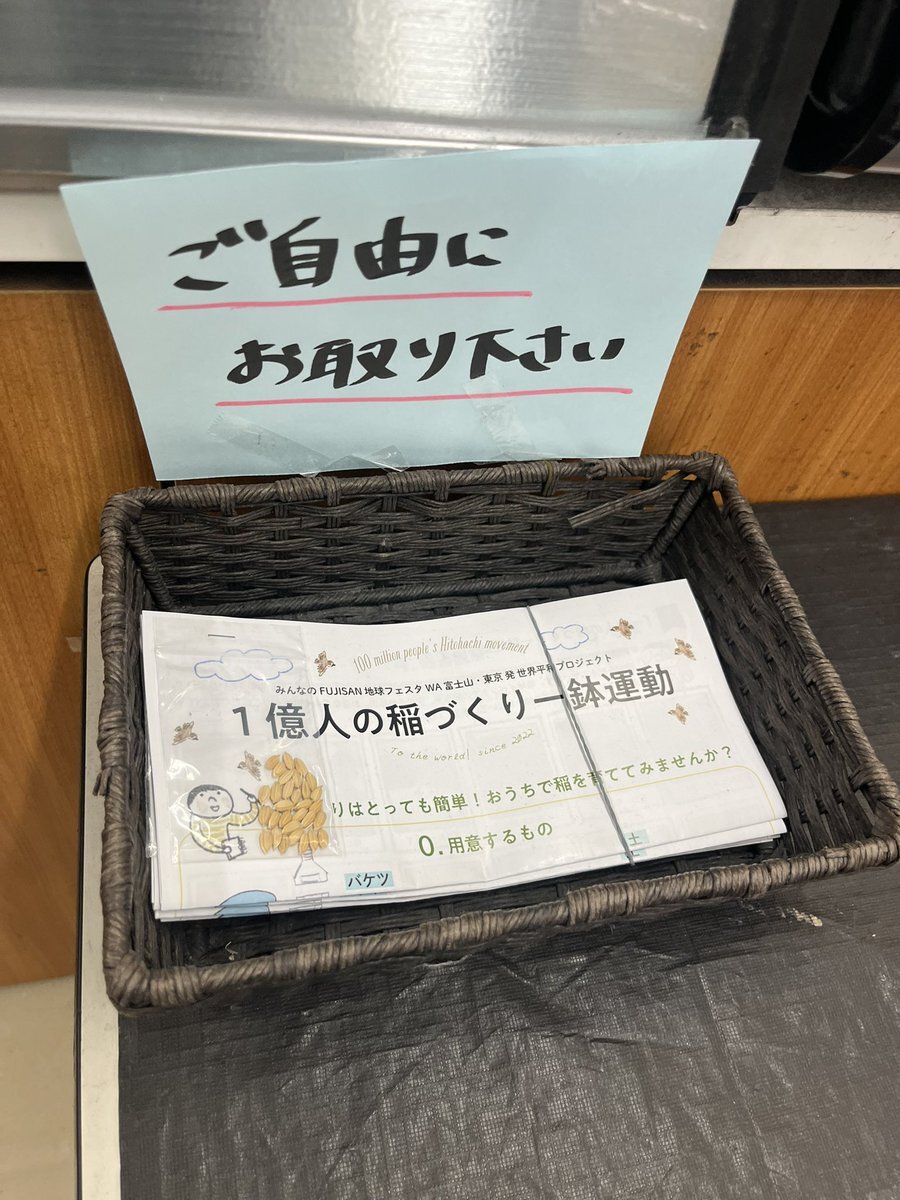 ご自由に
お取り下さい
100 million people's Hitohachi movement
みんなの FUJISAN 地球フェスタ WA 富士山・東京 発 世界平和プロジェクト
1億人の稲づくり一鉢運動
To the world! since 2022
りはとっても簡単！おうちで稲を育ててみませんか？
0. 用意するもの
バケツ
土